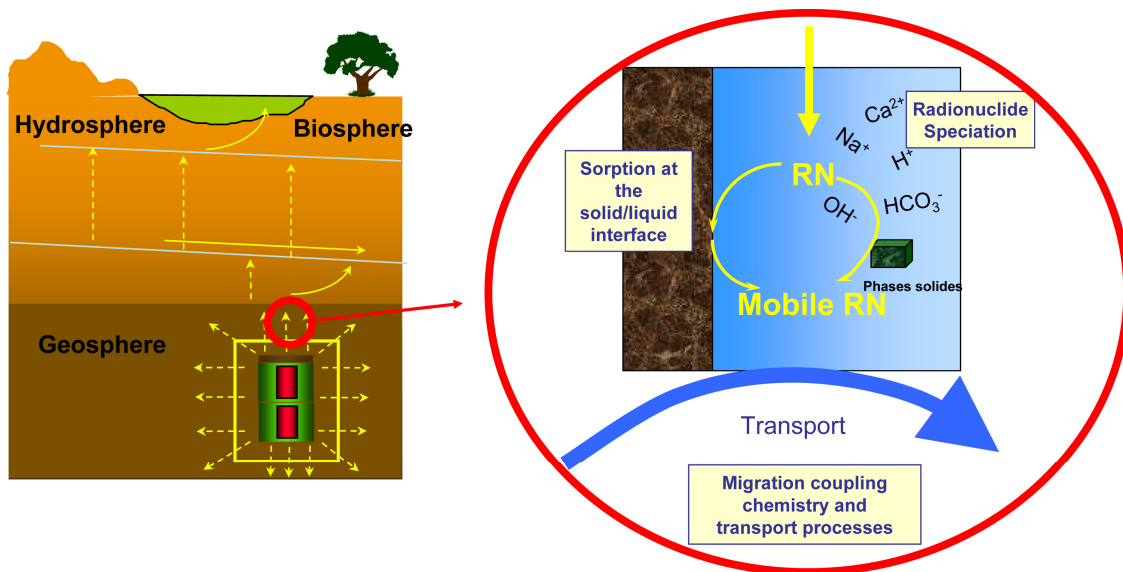 Hydrosphere
Biosphere
Geosphere
Sorption at
the
solid/liquid
interface
RN
Ca²⁺
Na⁺
H⁺
OH⁻
HCO₃⁻
Radionuclide
Speciation
Phases solides
Mobile RN
Transport
Migration coupling
chemistry and
transport processes